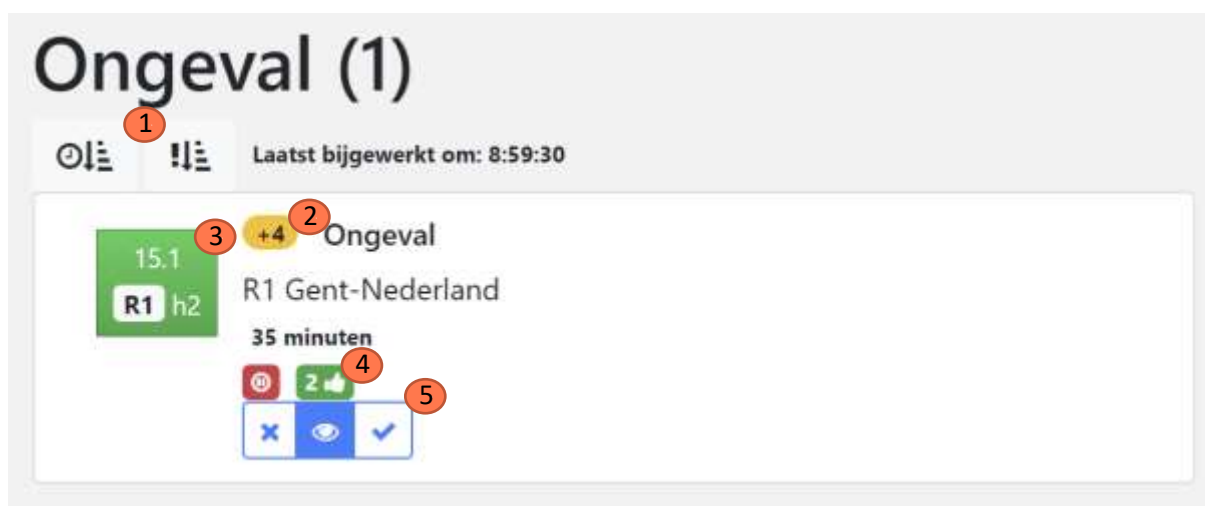 Ongeval (1)
1
Laatst bijgewerkt om: 8:59:30
3 +4 2 Ongeval
15.1
R1 Gent-Nederland
R1 h2
35 minuten
4
2
5